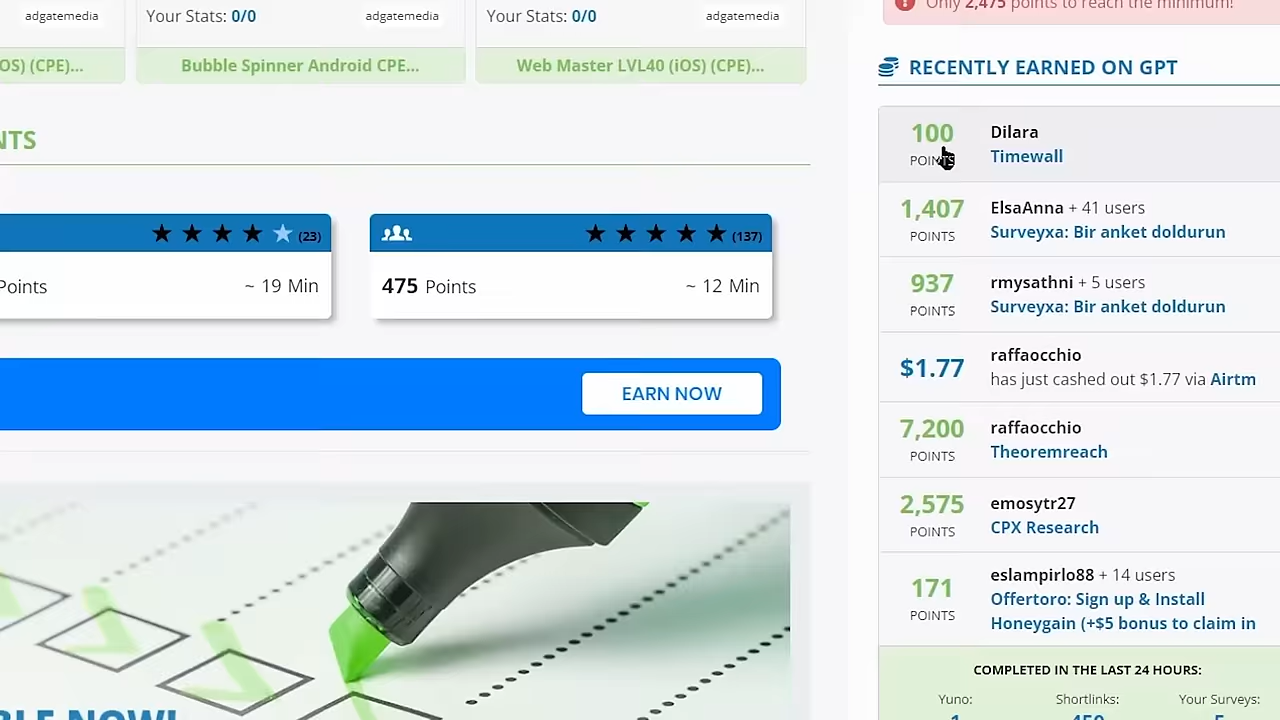 Your Stats: 0/0
adgatemedia
Your Stats: 0/0
adgatemedia
OS) (CPE)...
Bubble Spinner Android CPE...
Web Master LVL40 (iOS) (CPE)...
NTS
(23)
Points
~ 19 Min
(137)
475 Points
~ 12 Min
EARN NOW
BLE NOW!
Only 2,475 points to reach the minimum!
RECENTLY EARNED ON GPT
100
POINTS
Dilara
Timewall
1,407
POINTS
ElsaAnna + 41 users
Surveyxa: Bir anket doldurun
937
POINTS
rmysathni + 5 users
Surveyxa: Bir anket doldurun
$1.77
raffaocchio
has just cashed out $1.77 via Airtm
7,200
POINTS
raffaocchio
Theoremreach
2,575
POINTS
emosytr27
CPX Research
171
POINTS
eslampirlo88 + 14 users
Offertoro: Sign up & Install
Honeygain (+$5 bonus to claim in
COMPLETED IN THE LAST 24 HOURS:
Yuno:
Shortlinks:
Your Surveys: